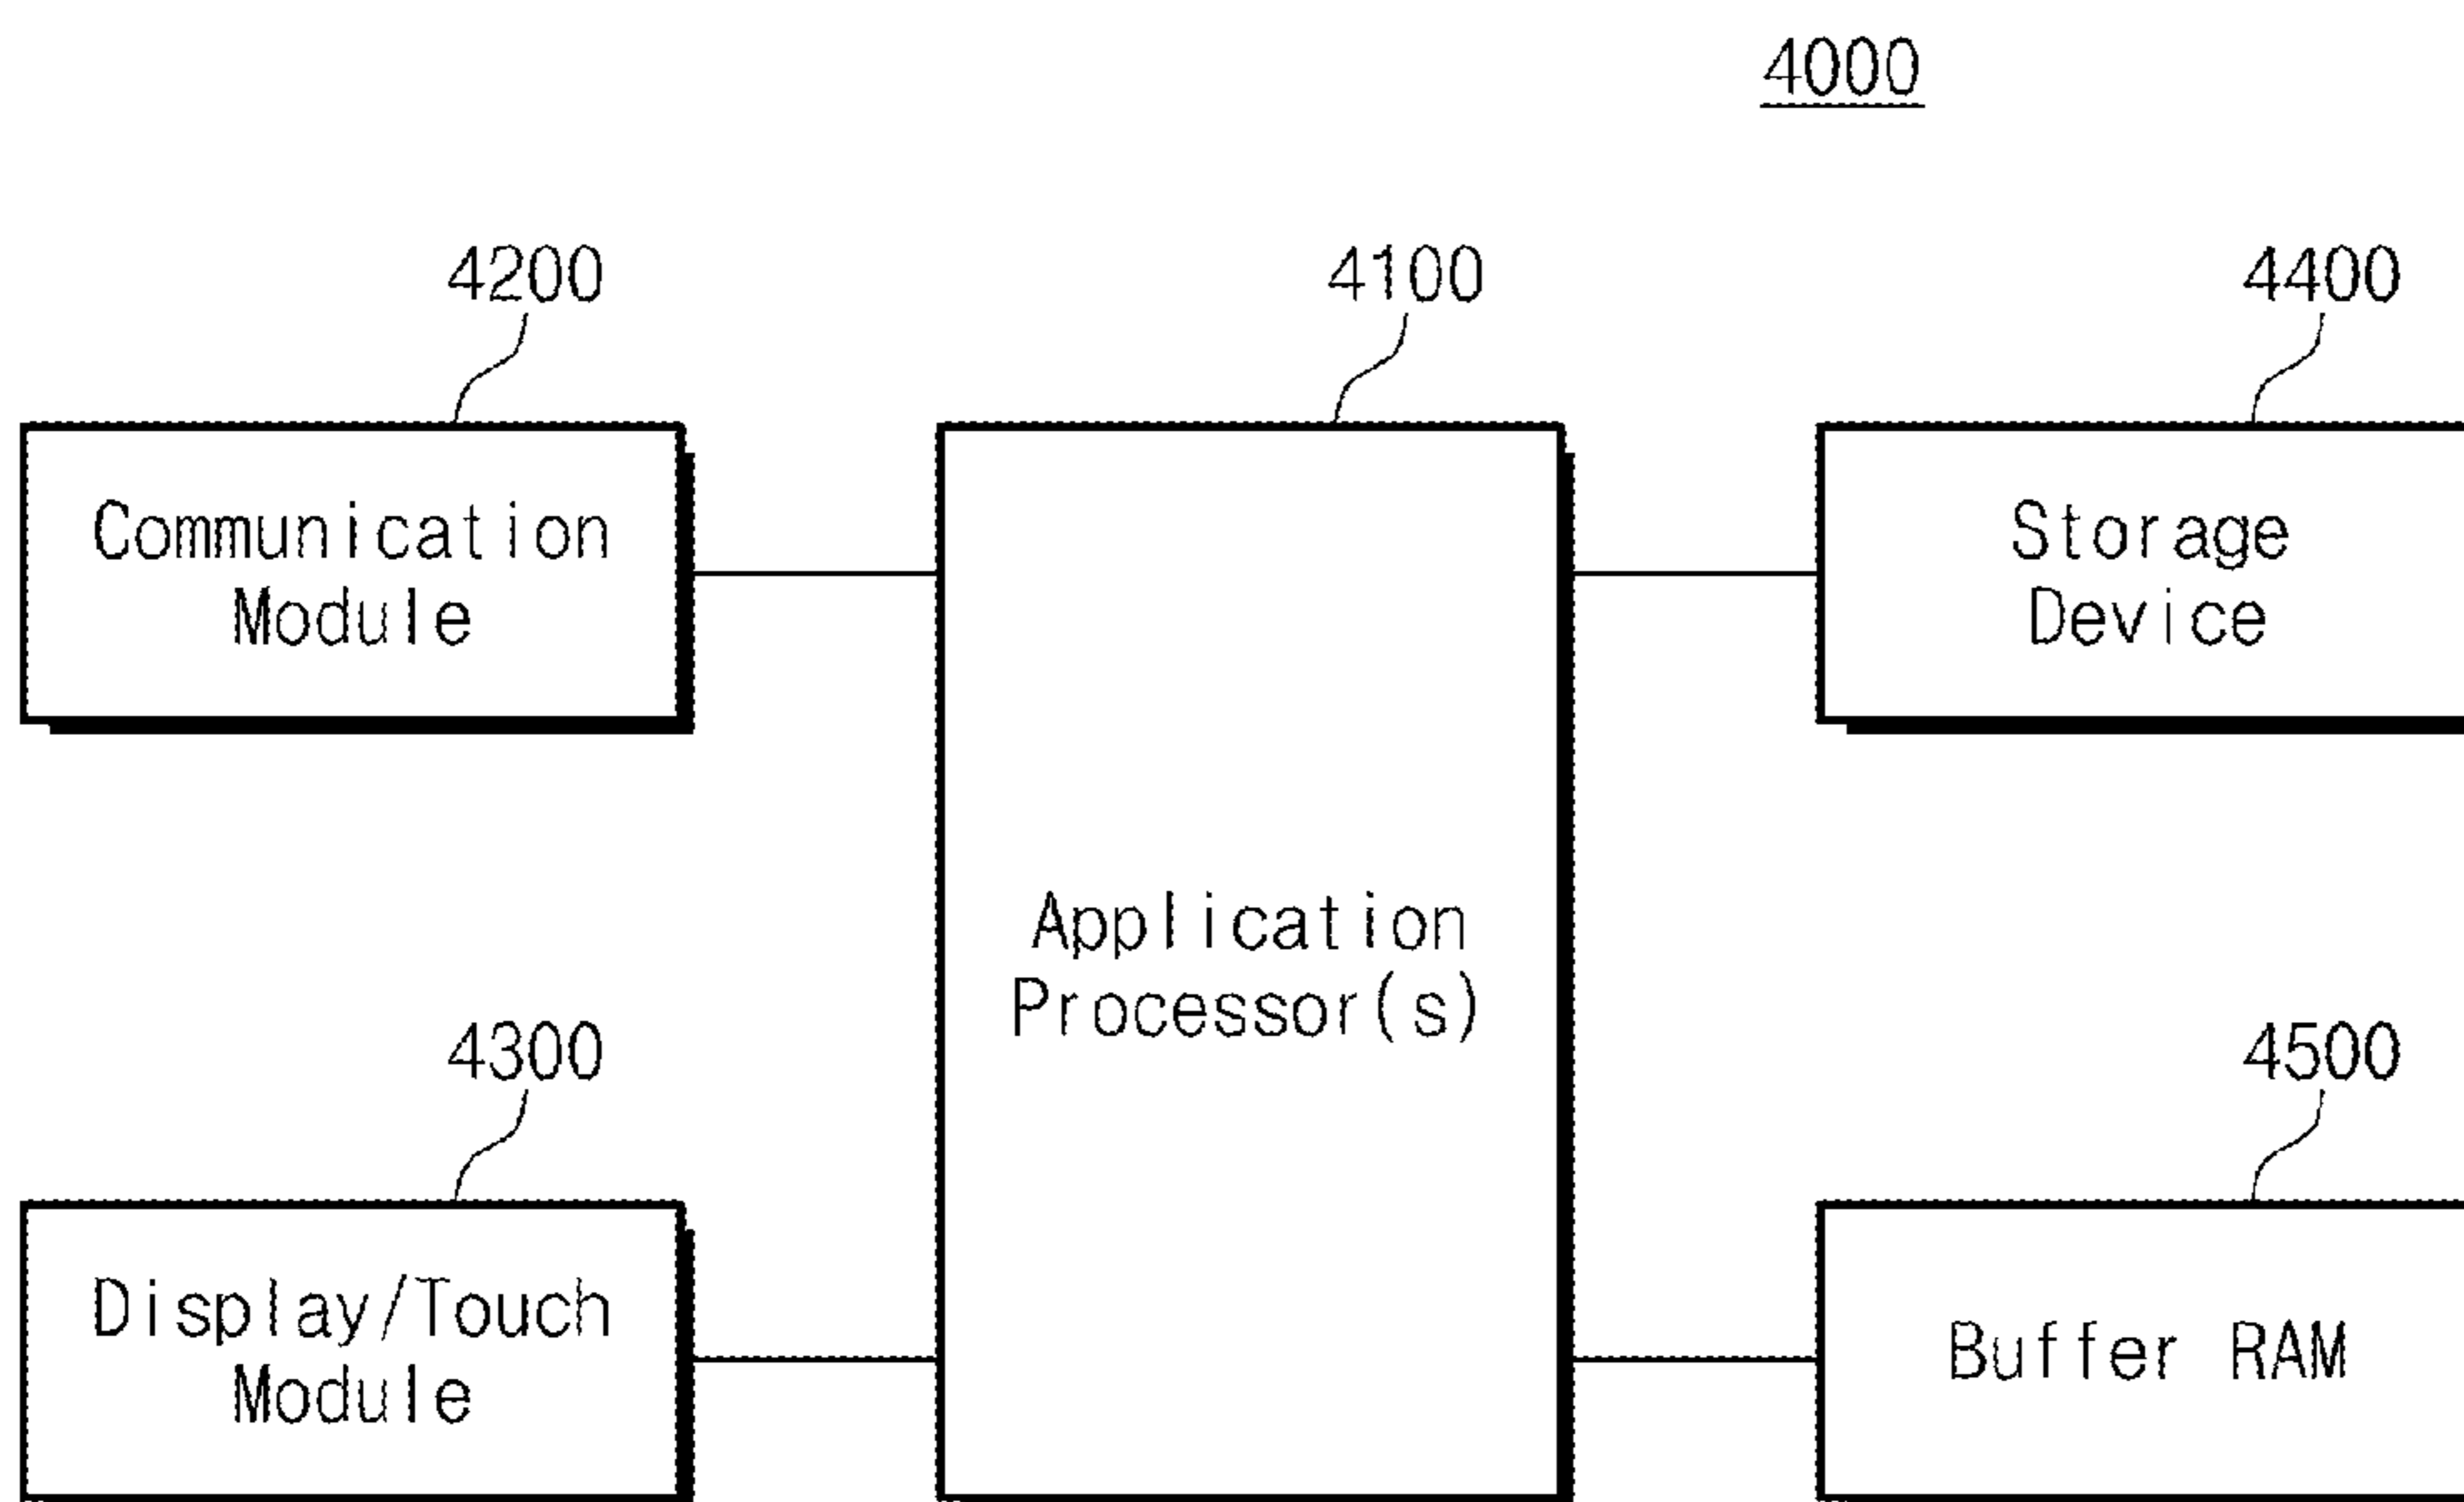 4000
4200
4100
4400
Communication
Module
Storage
Device
Application
Processor(s)
4300
4500
Display/Touch
Module
Buffer RAM